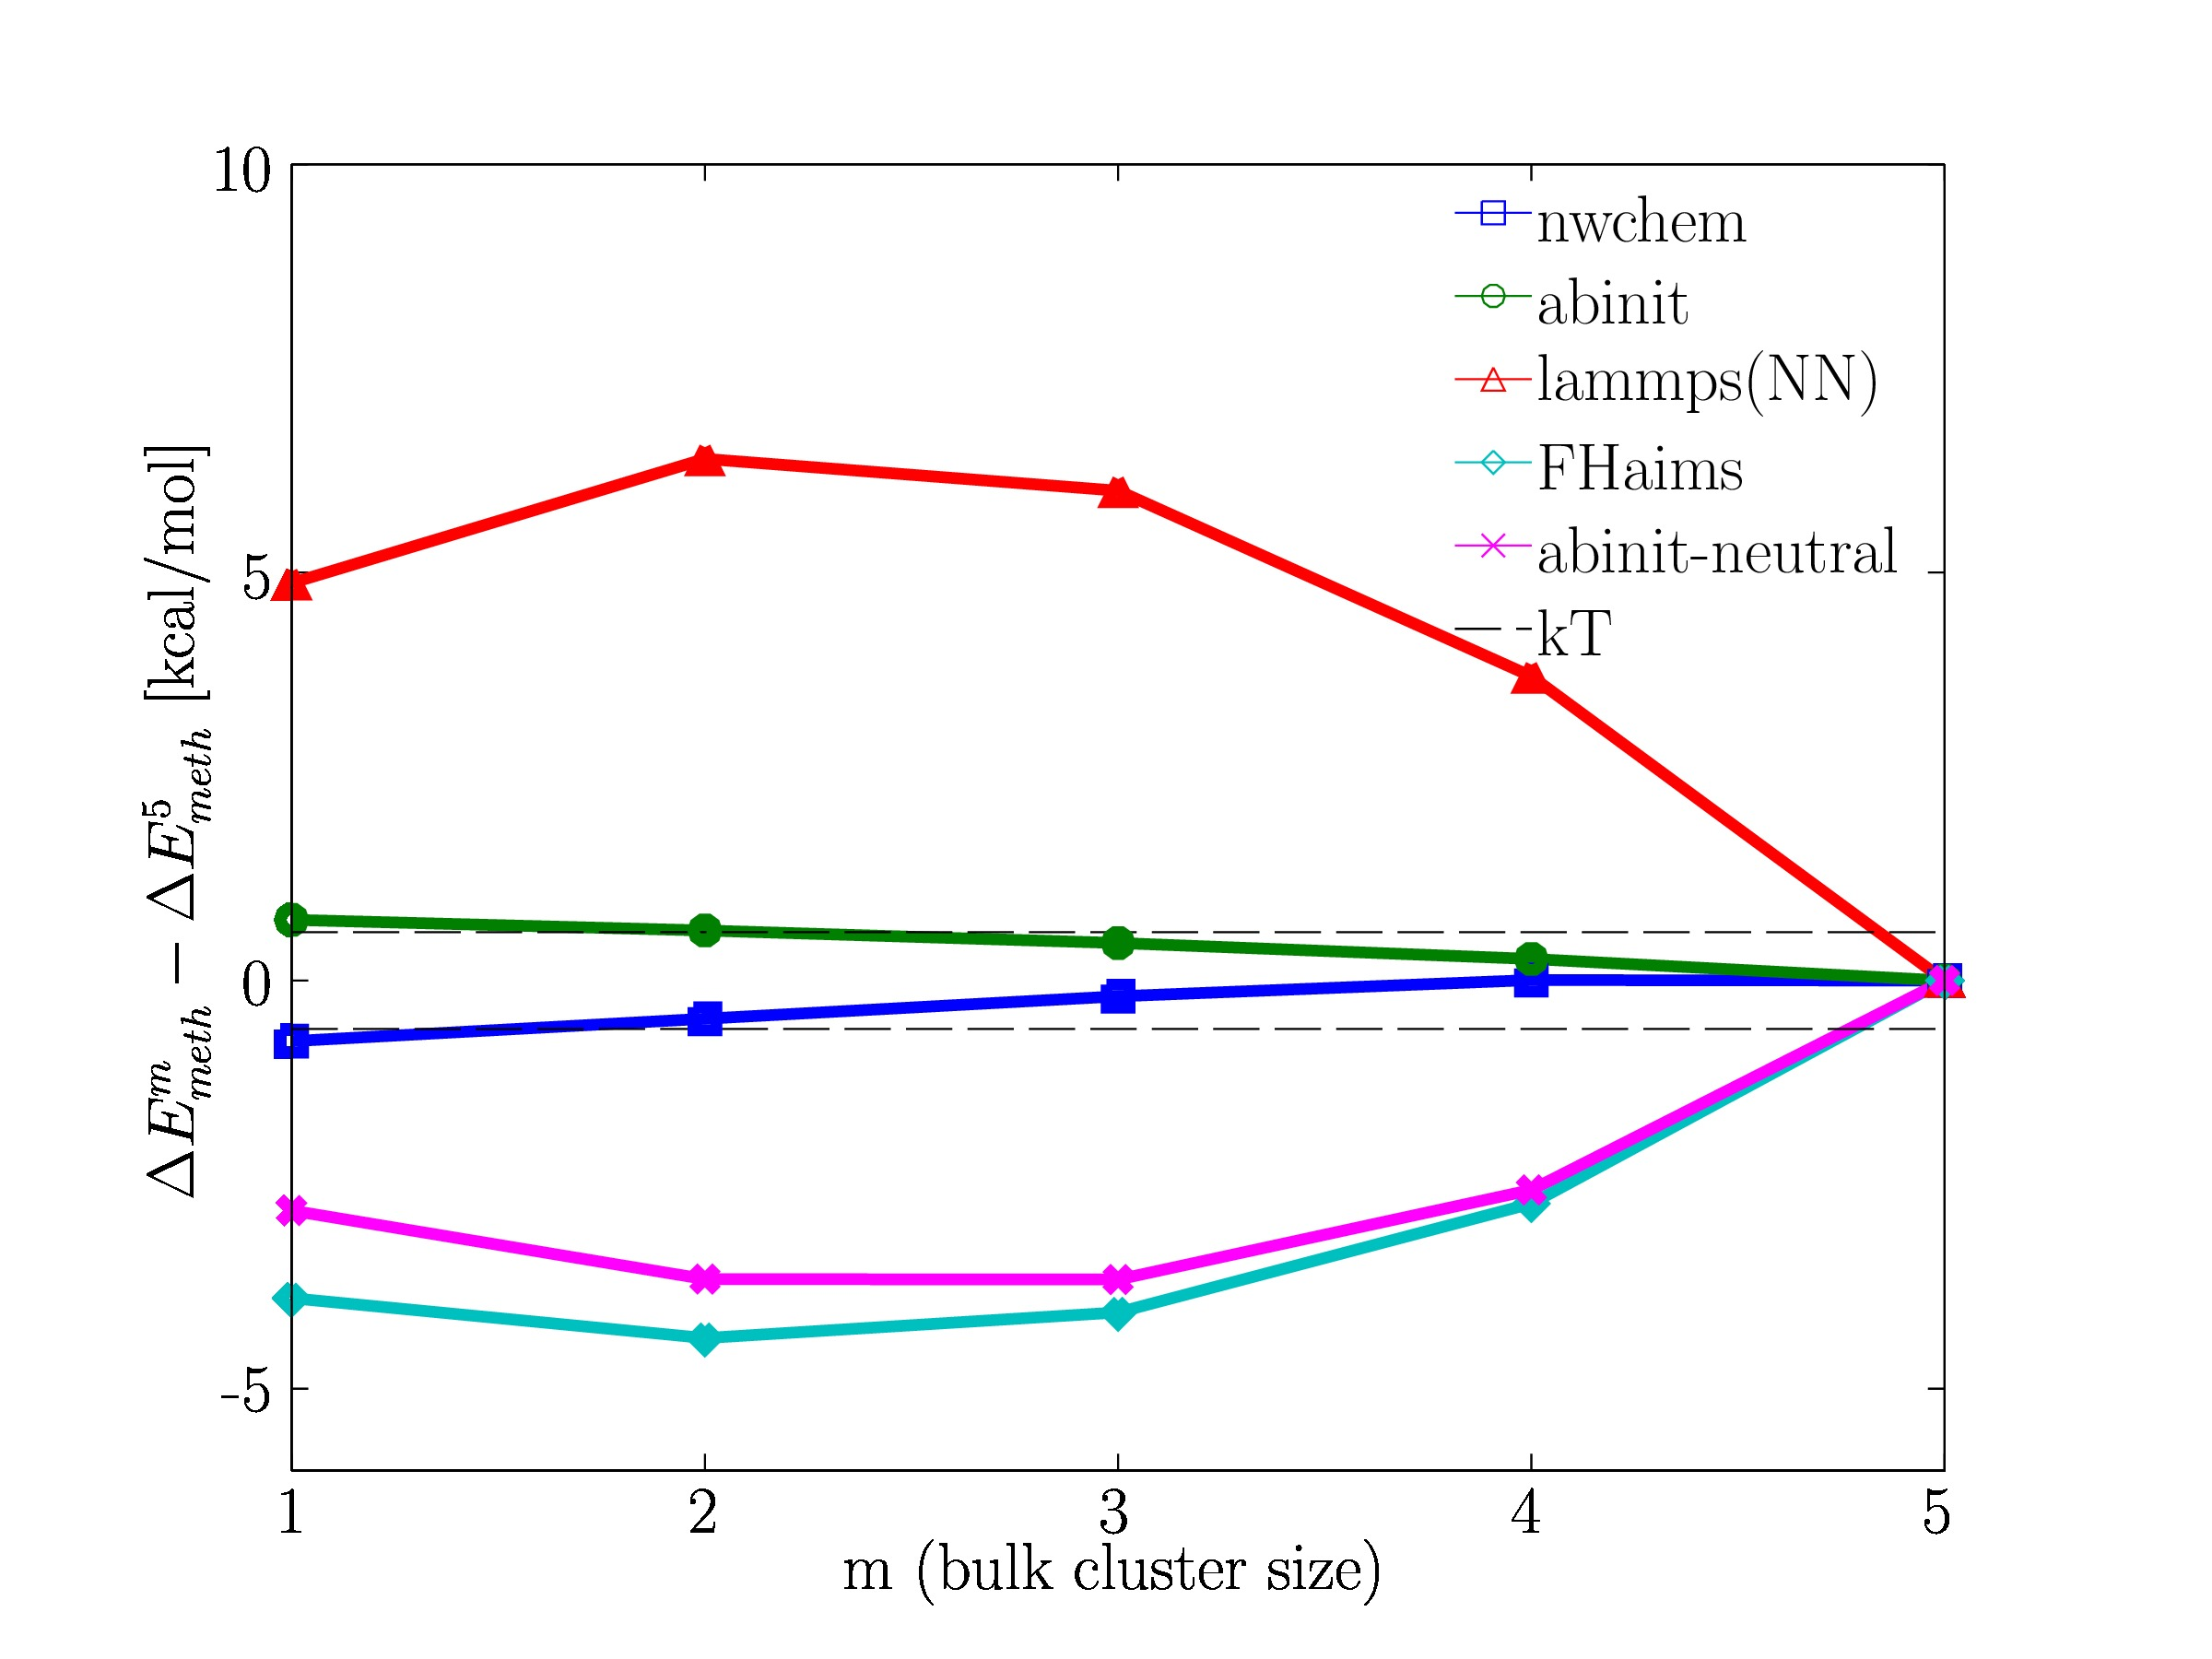 10
5
0
-5
ΔE^m_meth − ΔE^5_meth [kcal/mol]
nwchem
abinit
lammps(NN)
FHaims
abinit-neutral
kT
1 2 3 4 5
m (bulk cluster size)